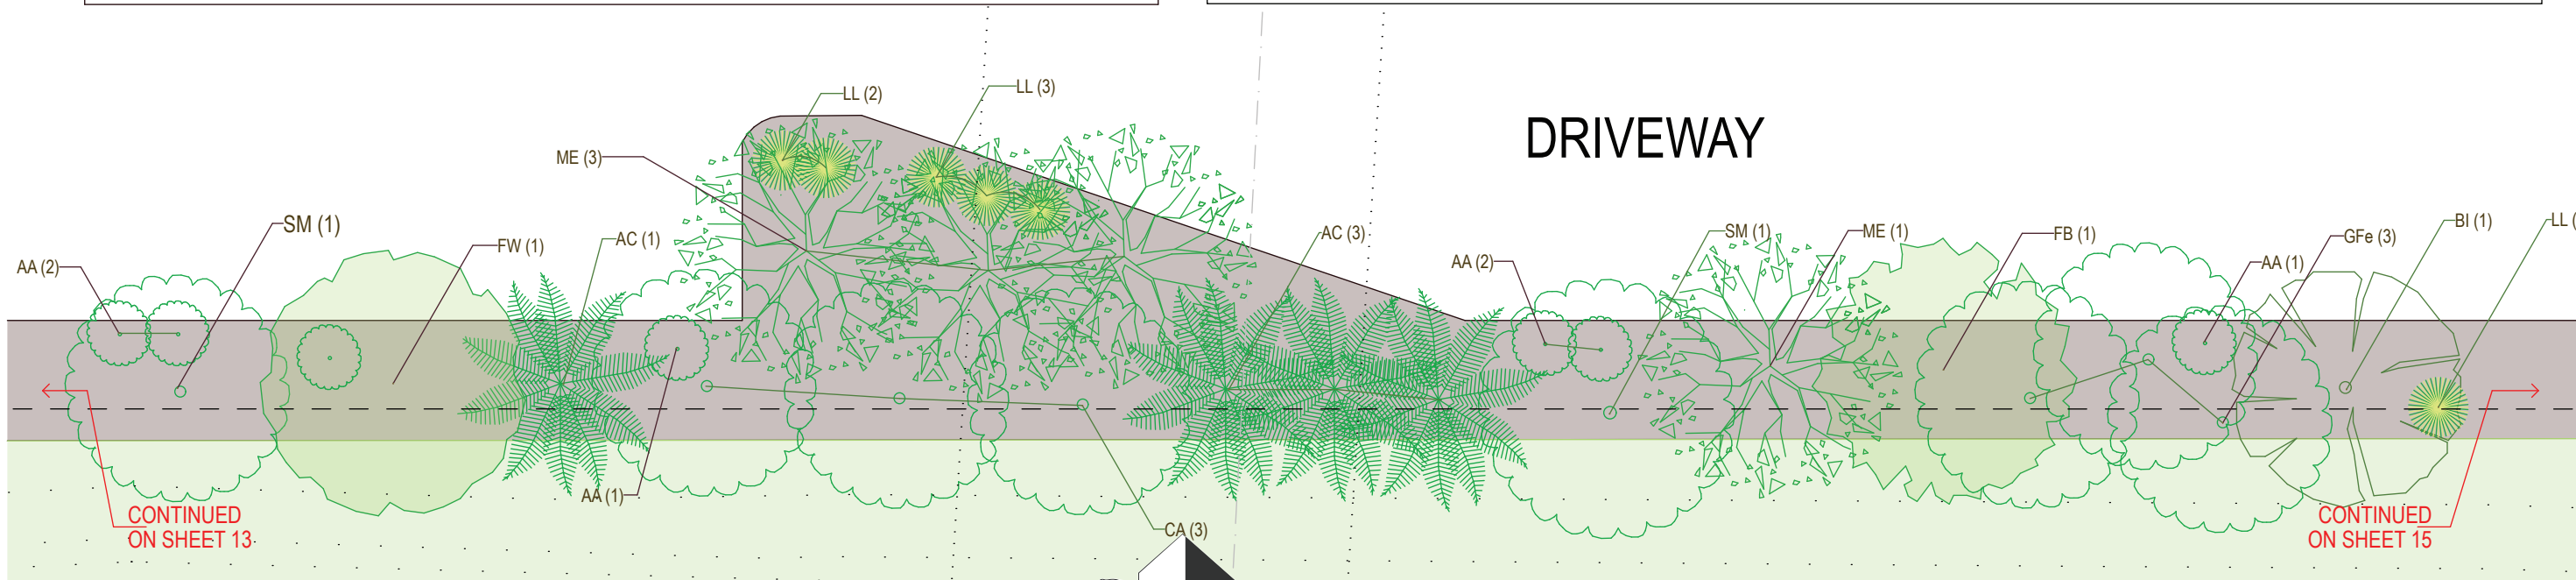 LL (2)
LL (3)
DRIVEWAY
ME (3)
SM (1)
FW (1)
AC (1)
AA (2)
AC (3)
AA (2)
SM (1)
ME (1)
FB (1)
GFe (3)
AA (1)
BI (1)
LL (
AA (1)
CA (3)
CONTINUED
ON SHEET 13
CONTINUED
ON SHEET 15